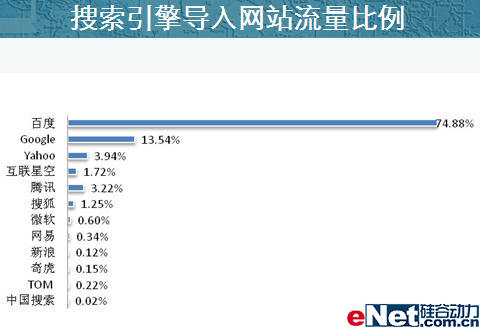 搜索引擎导入网站流量比例
百度 74.88%
Google 13.54%
Yahoo 3.94%
互联星空 1.72%
腾讯 3.22%
搜狐 1.25%
微软 0.60%
网易 0.34%
新浪 0.12%
奇虎 0.15%
TOM 0.22%
中国搜索 0.02%
eNet硅谷动力
.com.cn